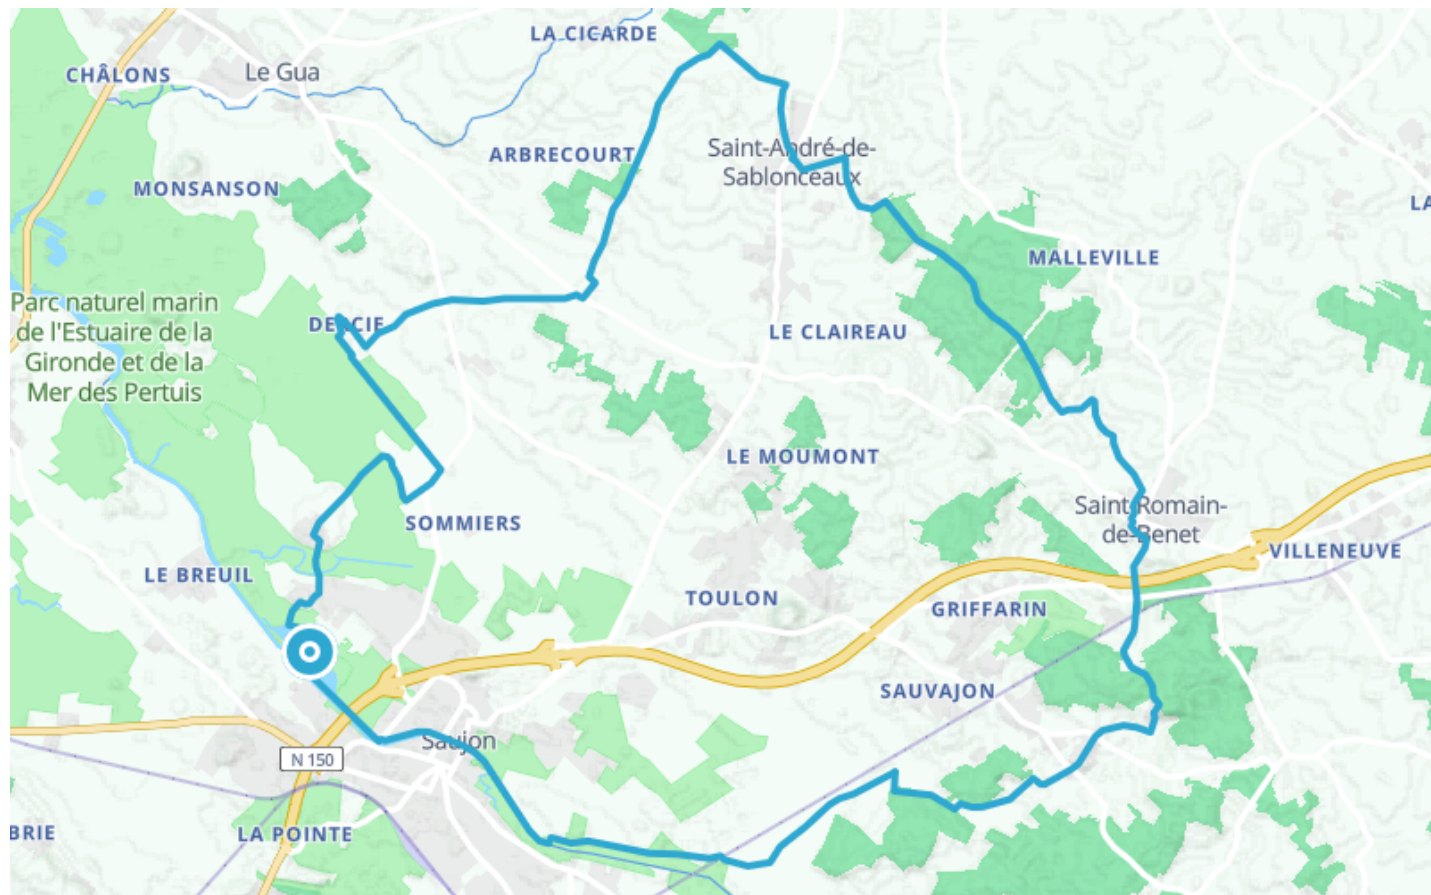 LA CICARDE
CHÂLONS
Le Gua
ARBRECOURT
Saint-André-de-
Sablonceaux
MONSANSON
LA
MALLEVILLE
Parc naturel marin
de l'Estuaire de la
Gironde et de la
Mer des Pertuis
LE CLAIREAU
LE MOUMONT
SOMMIERS
Saint-Romain-
de-Benet
VILLENEUVE
LE BREUIL
TOULON
GRIFFARIN
SAUVAJON
Saujon
N 150
BRIE
LA POINTE